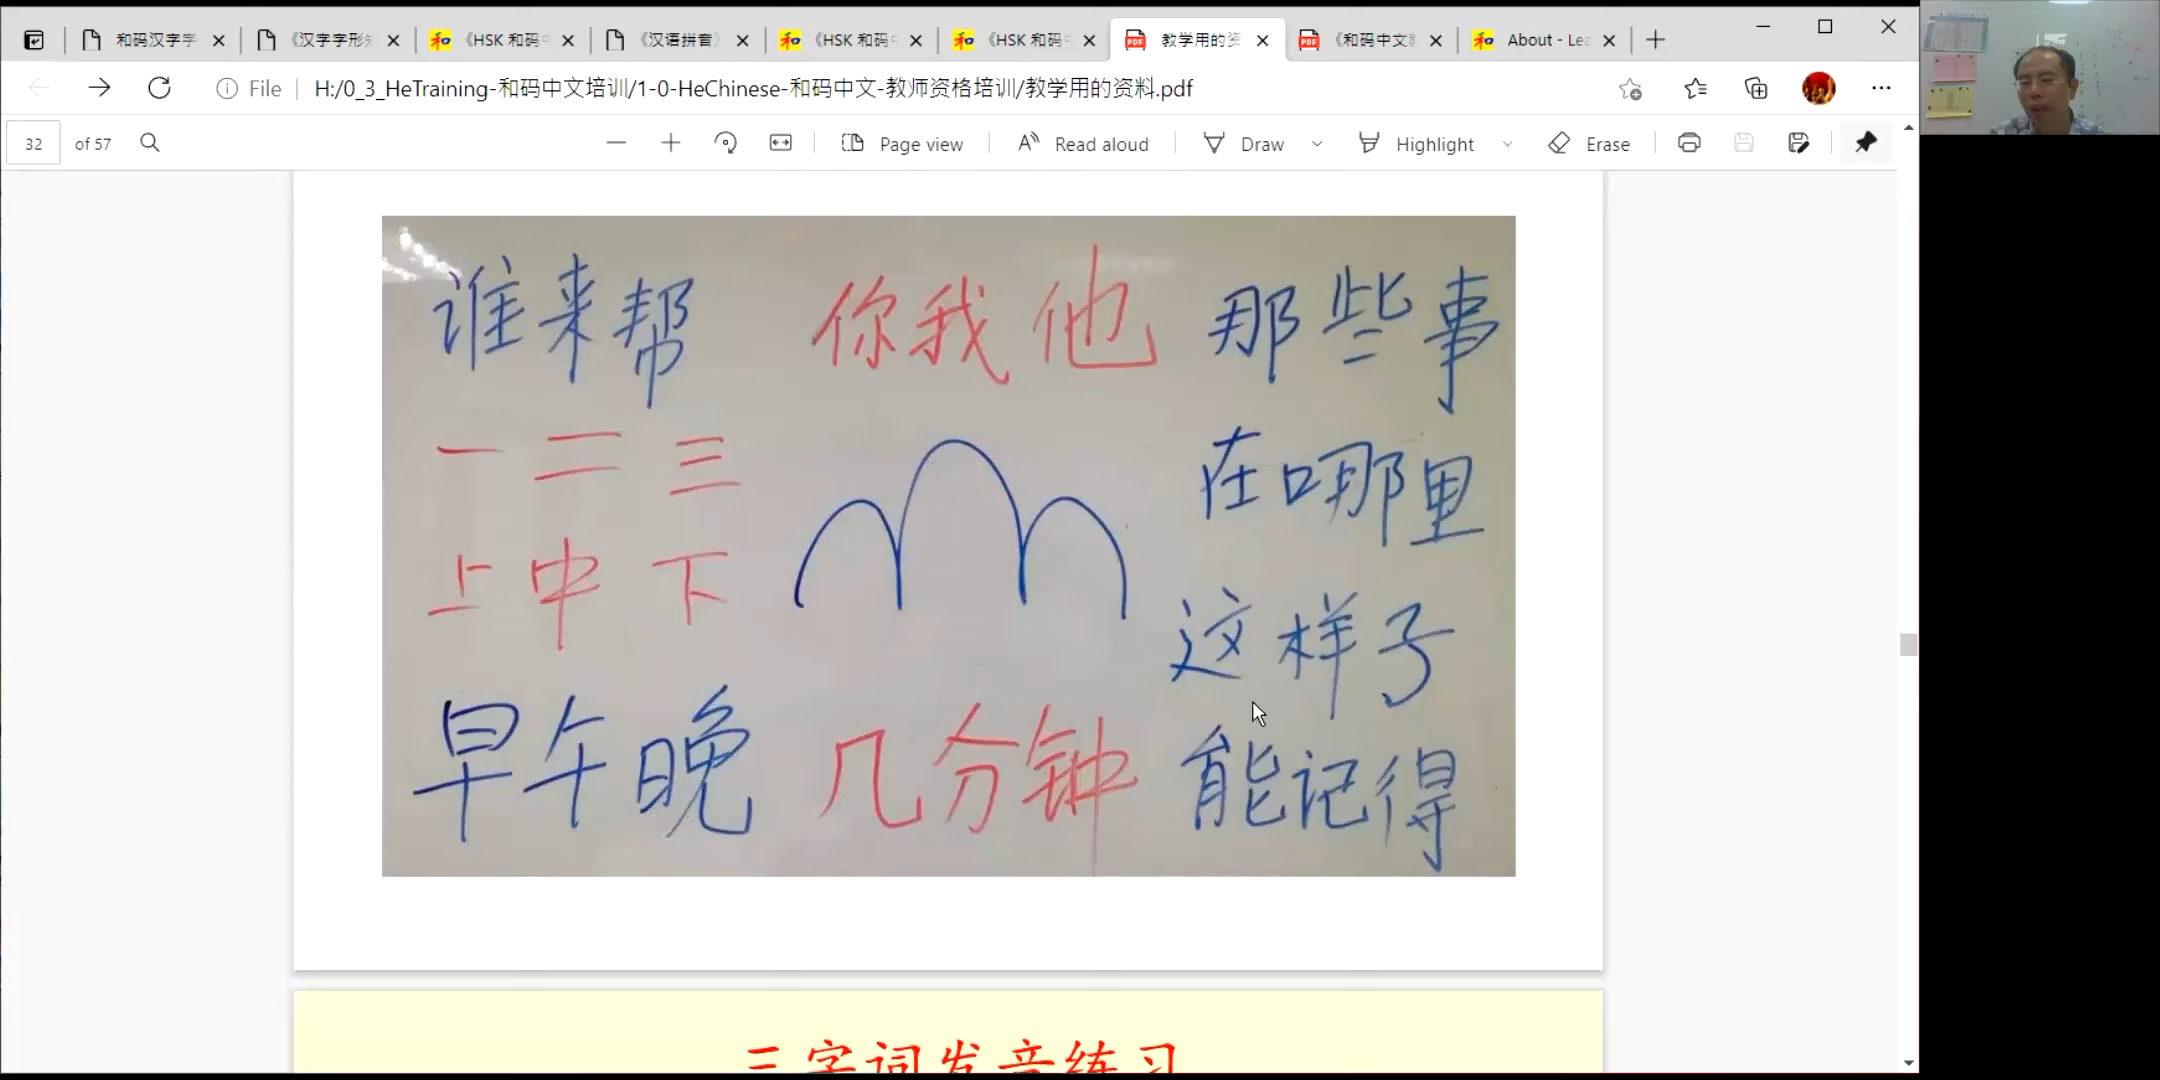 和码汉字字
《汉字字形
《HSK 和码
《汉语拼音》
《HSK 和码
《HSK 和码
教学用的资
《和码中文
About - Lea
File
H:/0_3_HeTraining-和码中文培训/1-0-HeChinese-和码中文-教师资格培训/教学用的资料.pdf
32 of 57
Page view
Read aloud
Draw
Highlight
Erase
谁来帮 你我他 那些事
一 二 三 在哪里
上 中 下 这样子
早午晚 几分钟 能记得
三字词发音练习